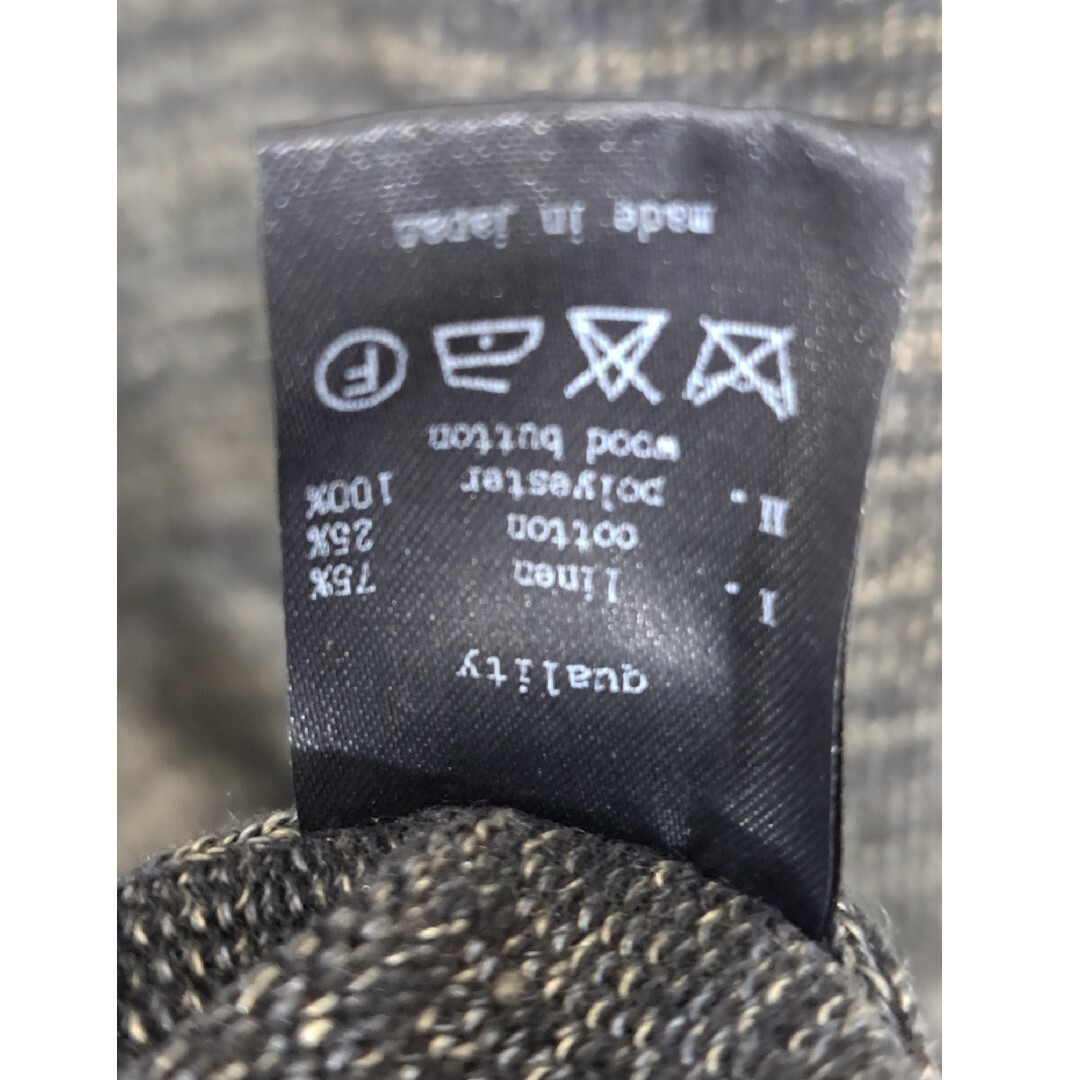 quality
I. linen 75%
cotton 25%
II. polyester 100%
wood button
F
made in japan